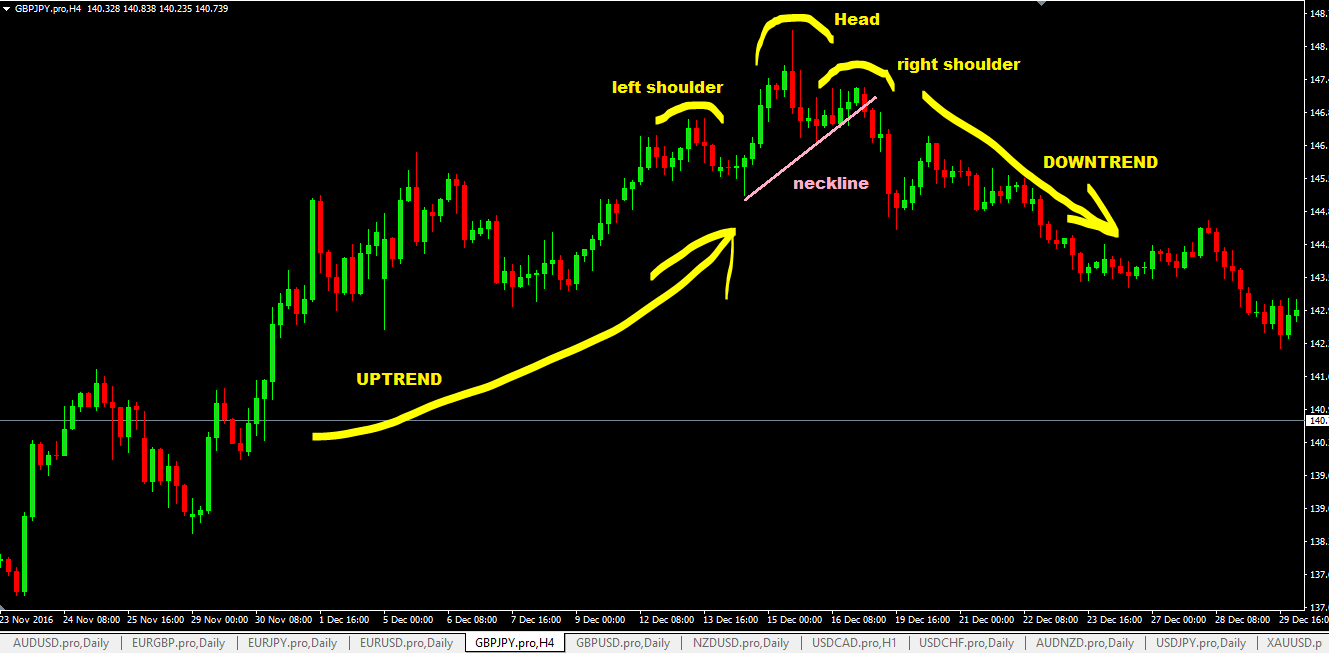 GBPJPY.pro,H4 140.328 140.838 140.235 140.739
Head
right shoulder
left shoulder
DOWNTREND
neckline
UPTREND
148.
147.
146.
146.
145.
144.
144.
143.
142.
142.
141.
140.
140.
140.
139.
139.
138.
137.
137.
23 Nov 2016 24 Nov 08:00 25 Nov 16:00 29 Nov 00:00 30 Nov 08:00 1 Dec 16:00 5 Dec 00:00 6 Dec 08:00 7 Dec 16:00 9 Dec 00:00 12 Dec 08:00 13 Dec 16:00 15 Dec 00:00 16 Dec 08:00 19 Dec 16:00 21 Dec 00:00 22 Dec 08:00 23 Dec 16:00 27 Dec 00:00 28 Dec 08:00 29 Dec 16:0
AUDUSD.pro,Daily EURGBP.pro,Daily EURJPY.pro,Daily EURUSD.pro,Daily GBPJPY.pro,H4 GBPUSD.pro,Daily NZDUSD.pro,Daily USDCAD.pro,H1 USDCHF.pro,Daily AUDNZD.pro,Daily USDJPY.pro,Daily XAUUSD.p